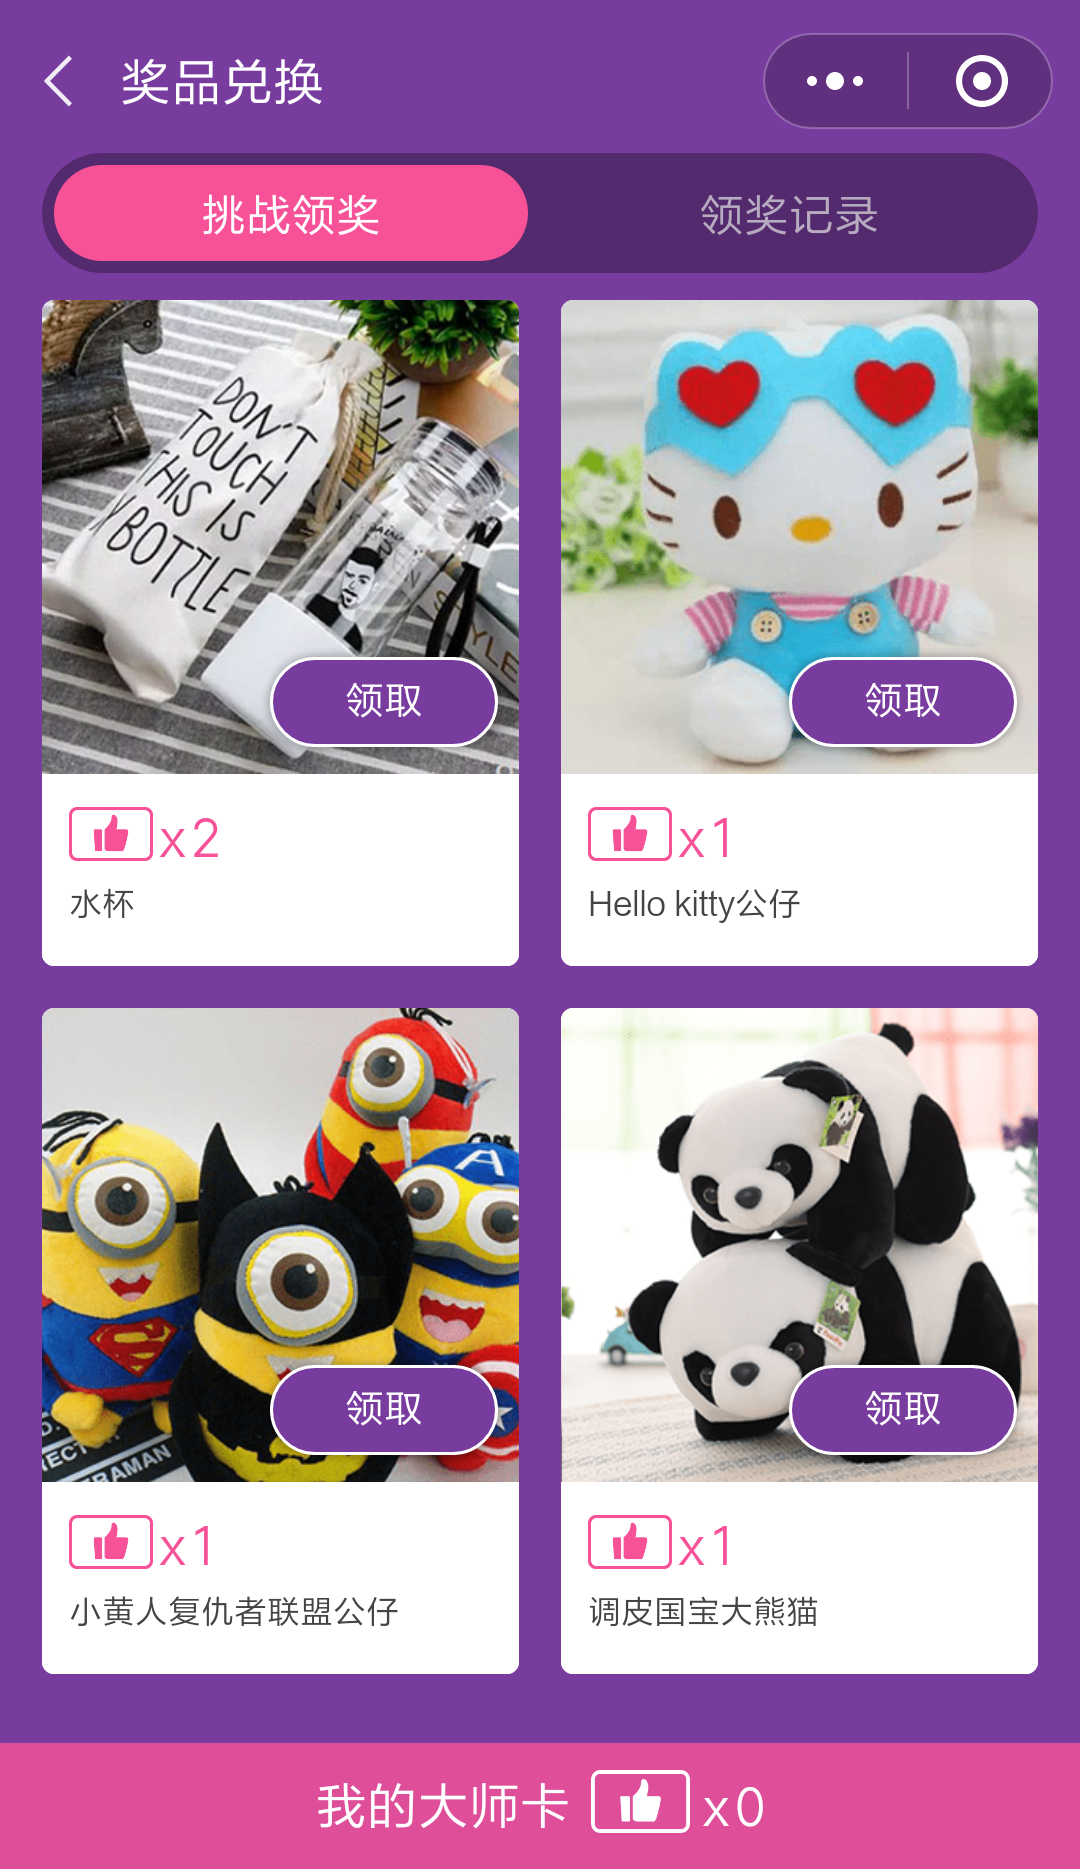 奖品兑换
挑战领奖
领奖记录
DON'T
TOUCH
THIS IS
X BOTTLE
领取
领取
x2
水杯
x1
Hello kitty公仔
A
领取
领取
x1
小黄人复仇者联盟公仔
x1
调皮国宝大熊猫
我的大师卡 x0